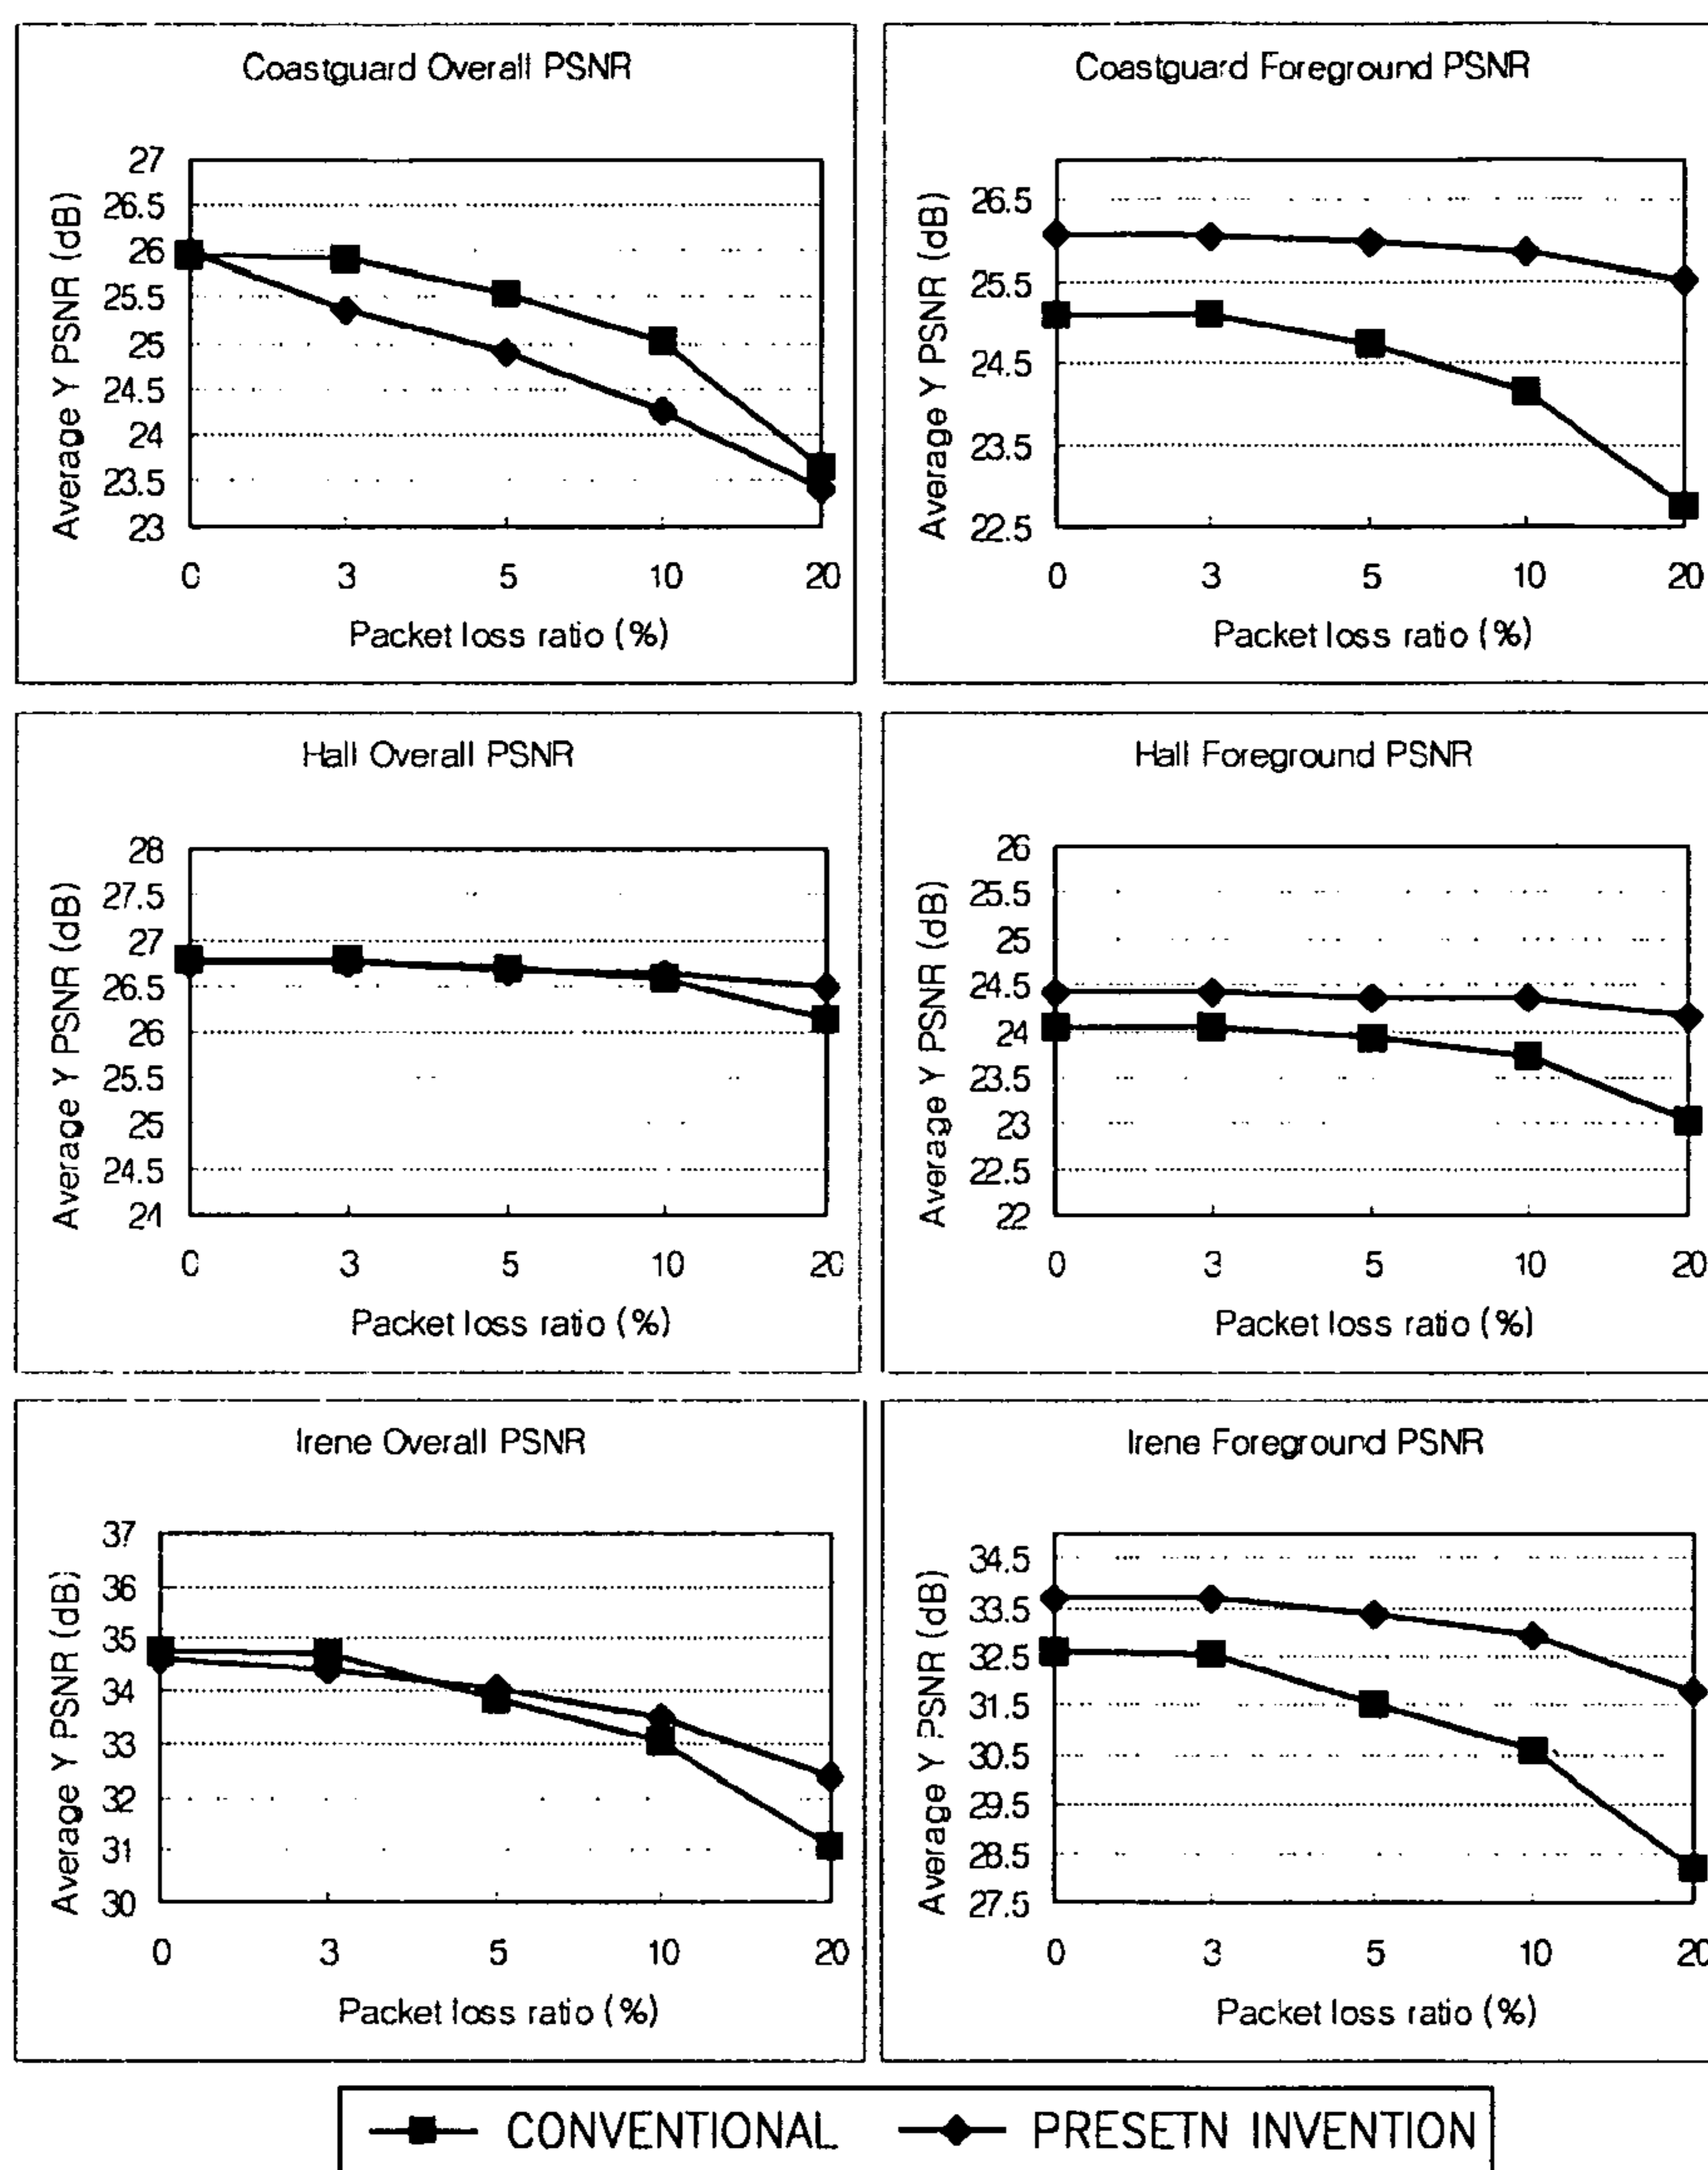 Coastguard Overall PSNR
Average Y PSNR (dB)
27
26.5
26
25.5
25
24.5
24
23.5
23
0 3 5 10 20
Packet loss ratio (%)
Coastguard Foreground PSNR
Average Y PSNR (dB)
26.5
25.5
24.5
23.5
22.5
0 3 5 10 20
Packet loss ratio (%)
Hall Overall PSNR
Average Y PSNR (dB)
28
27.5
27
26.5
26
25.5
25
24.5
24
0 3 5 10 20
Packet loss ratio (%)
Hall Foreground PSNR
Average Y PSNR (dB)
26
25.5
25
24.5
24
23.5
23
22.5
22
0 3 5 10 20
Packet loss ratio (%)
Irene Overall PSNR
Average Y PSNR (dB)
37
36
35
34
33
32
31
30
0 3 5 10 20
Packet loss ratio (%)
Irene Foreground PSNR
Average Y PSNR (dB)
34.5
33.5
32.5
31.5
30.5
29.5
28.5
27.5
0 3 5 10 20
Packet loss ratio (%)
CONVENTIONAL PRESETN INVENTION